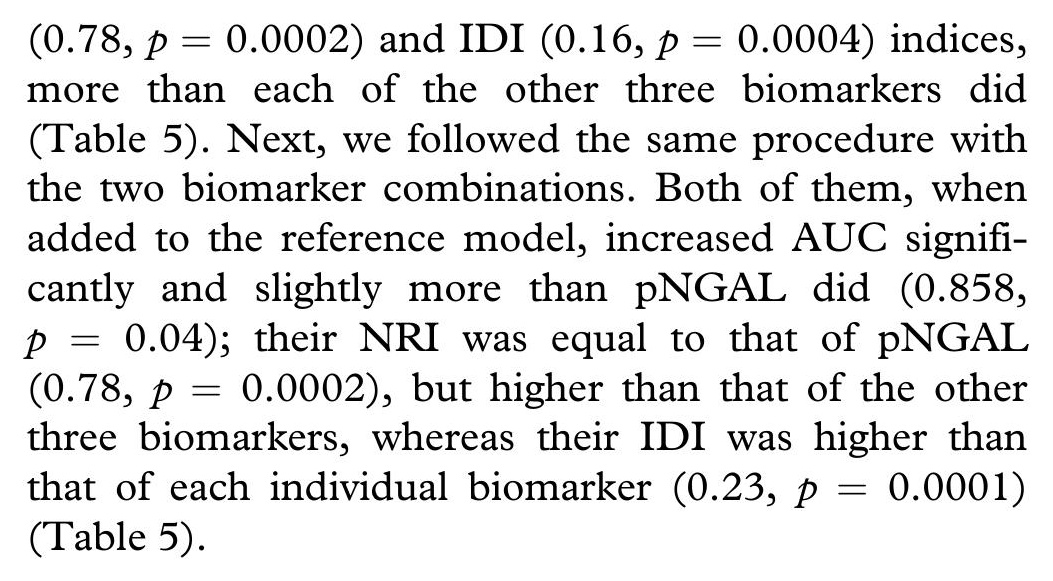 (0.78, p = 0.0002) and IDI (0.16, p = 0.0004) indices,
more than each of the other three biomarkers did
(Table 5). Next, we followed the same procedure with
the two biomarker combinations. Both of them, when
added to the reference model, increased AUC signifi-
cantly and slightly more than pNGAL did (0.858,
p = 0.04); their NRI was equal to that of pNGAL
(0.78, p = 0.0002), but higher than that of the other
three biomarkers, whereas their IDI was higher than
that of each individual biomarker (0.23, p = 0.0001)
(Table 5).